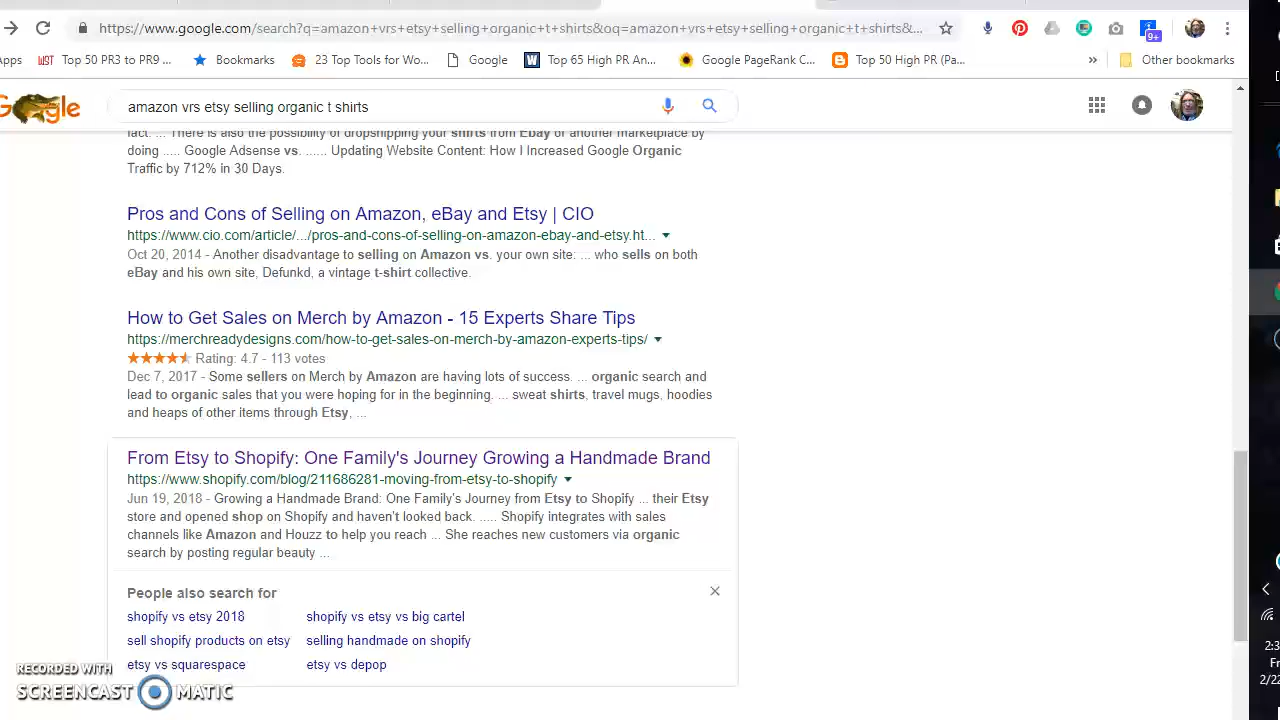 https://www.google.com/search?q=amazon+vrs+etsy+selling+organic+t+shirts&oq=amazon+vrs+etsy+selling+organic+t+shirts&...
9+
Apps
Top 50 PR3 to PR9 ...
Bookmarks
23 Top Tools for Wo...
Google
W
Top 65 High PR An...
Google PageRank C...
Top 50 High PR (Pa...
»
Other bookmarks
Google
amazon vrs etsy selling organic t shirts
fact. ... There is also the possibility of dropshipping your shirts from Ebay or another marketplace by
doing ..... Google Adsense vs. ...... Updating Website Content: How I Increased Google Organic
Traffic by 712% in 30 Days.
Pros and Cons of Selling on Amazon, eBay and Etsy | CIO
https://www.cio.com/article/.../pros-and-cons-of-selling-on-amazon-ebay-and-etsy.ht...
Oct 20, 2014 - Another disadvantage to selling on Amazon vs. your own site: ... who sells on both
eBay and his own site, Defunkd, a vintage t-shirt collective.
How to Get Sales on Merch by Amazon - 15 Experts Share Tips
https://merchreadydesigns.com/how-to-get-sales-on-merch-by-amazon-experts-tips/
Rating: 4.7 - 113 votes
Dec 7, 2017 - Some sellers on Merch by Amazon are having lots of success. ... organic search and
lead to organic sales that you were hoping for in the beginning. ... sweat shirts, travel mugs, hoodies
and heaps of other items through Etsy, ...
From Etsy to Shopify: One Family's Journey Growing a Handmade Brand
https://www.shopify.com/blog/211686281-moving-from-etsy-to-shopify
Jun 19, 2018 - Growing a Handmade Brand: One Family's Journey from Etsy to Shopify ... their Etsy
store and opened shop on Shopify and haven't looked back. ..... Shopify integrates with sales
channels like Amazon and Houzz to help you reach ... She reaches new customers via organic
search by posting regular beauty ...
People also search for
shopify vs etsy 2018 shopify vs etsy vs big cartel
sell shopify products on etsy selling handmade on shopify
etsy vs squarespace etsy vs depop
RECORDED WITH
SCREENCAST MATIC
2:3
Fr
2/22